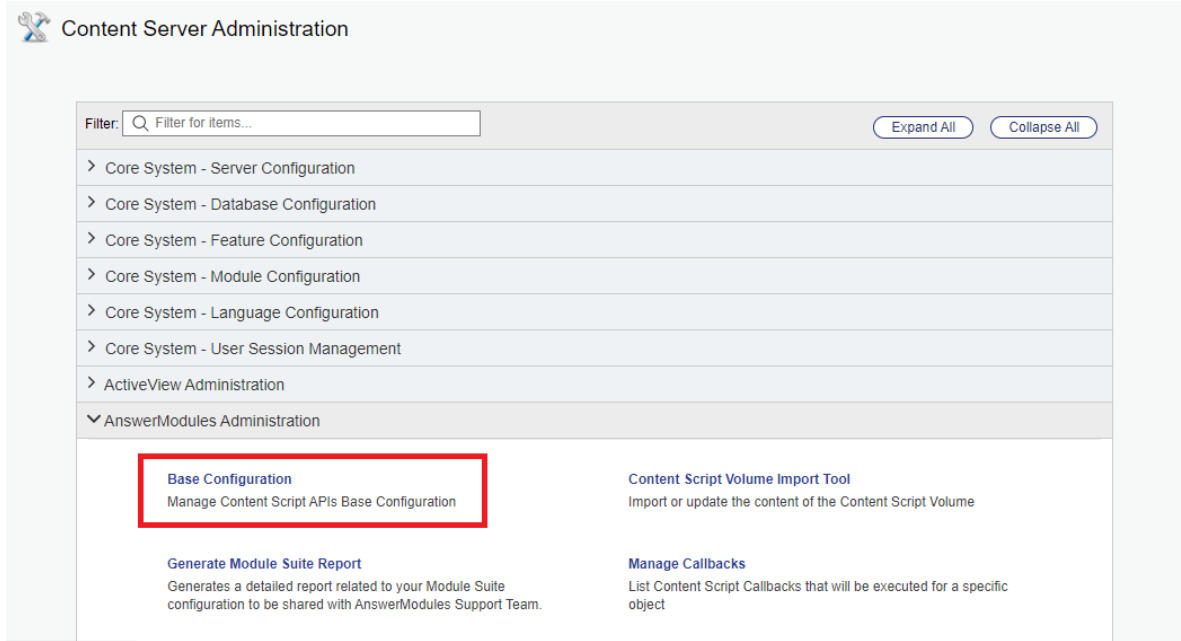 Content Server Administration
Filter: Filter for items...
Expand All
Collapse All
Core System - Server Configuration
Core System - Database Configuration
Core System - Feature Configuration
Core System - Module Configuration
Core System - Language Configuration
Core System - User Session Management
ActiveView Administration
AnswerModules Administration
Base Configuration
Manage Content Script APIs Base Configuration
Content Script Volume Import Tool
Import or update the content of the Content Script Volume
Generate Module Suite Report
Generates a detailed report related to your Module Suite
configuration to be shared with AnswerModules Support Team.
Manage Callbacks
List Content Script Callbacks that will be executed for a specific
object